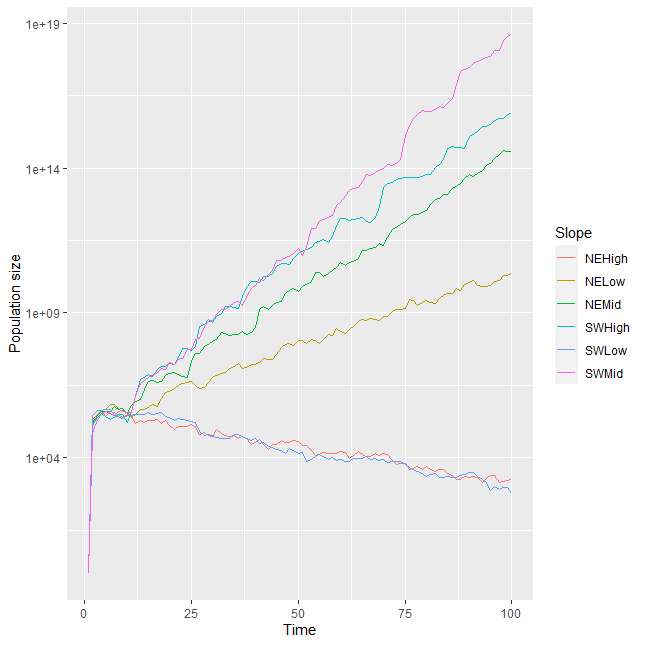 1e+19
1e+14
1e+09
1e+04
Population size
0 25 50 75 100
Time
Slope
NEHigh
NELow
NEMid
SWHigh
SWLow
SWMid